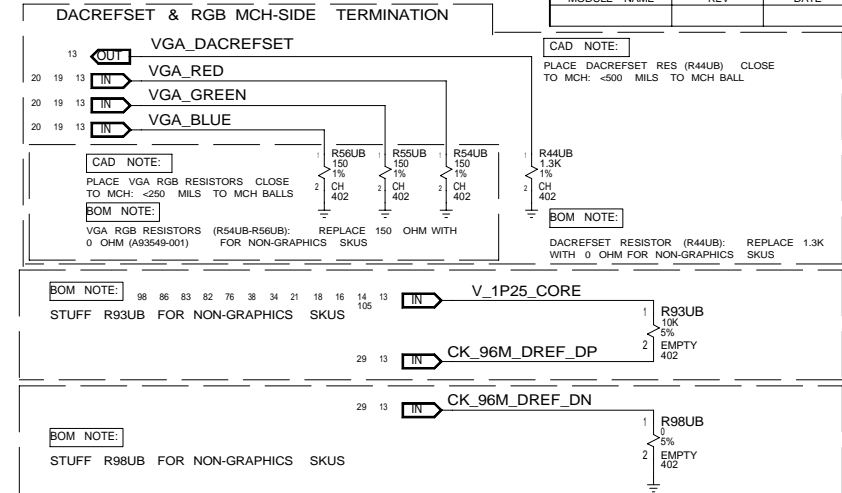 MODULE NAME REV DATE
DACREFSET & RGB MCH-SIDE TERMINATION
13 OUT VGA_DACREFSET
20 19 13 IN VGA_RED
20 19 13 IN VGA_GREEN
20 19 13 IN VGA_BLUE
CAD NOTE:
PLACE DACREFSET RES (R44UB) CLOSE
TO MCH: <500 MILS TO MCH BALL
CAD NOTE:
PLACE VGA RGB RESISTORS CLOSE
TO MCH: <250 MILS TO MCH BALLS
BOM NOTE:
VGA RGB RESISTORS (R54UB-R56UB): REPLACE 150 OHM WITH
0 OHM (A93549-001) FOR NON-GRAPHICS SKUS
1 R56UB
150
1%
2 CH
402
1 R55UB
150
1%
2 CH
402
1 R54UB
150
1%
2 CH
402
1 R44UB
1.3K
1%
2 CH
402
BOM NOTE:
DACREFSET RESISTOR (R44UB): REPLACE 1.3K
WITH 0 OHM FOR NON-GRAPHICS SKUS
BOM NOTE:
98 86 83 82 76 38 34 21 18 16 14 13 IN V_1P25_CORE
105
STUFF R93UB FOR NON-GRAPHICS SKUS
1 R93UB
10K
5%
2 EMPTY
402
29 13 IN CK_96M_DREF_DP
29 13 IN CK_96M_DREF_DN
BOM NOTE:
STUFF R98UB FOR NON-GRAPHICS SKUS
1 R98UB
0
5%
2 EMPTY
402